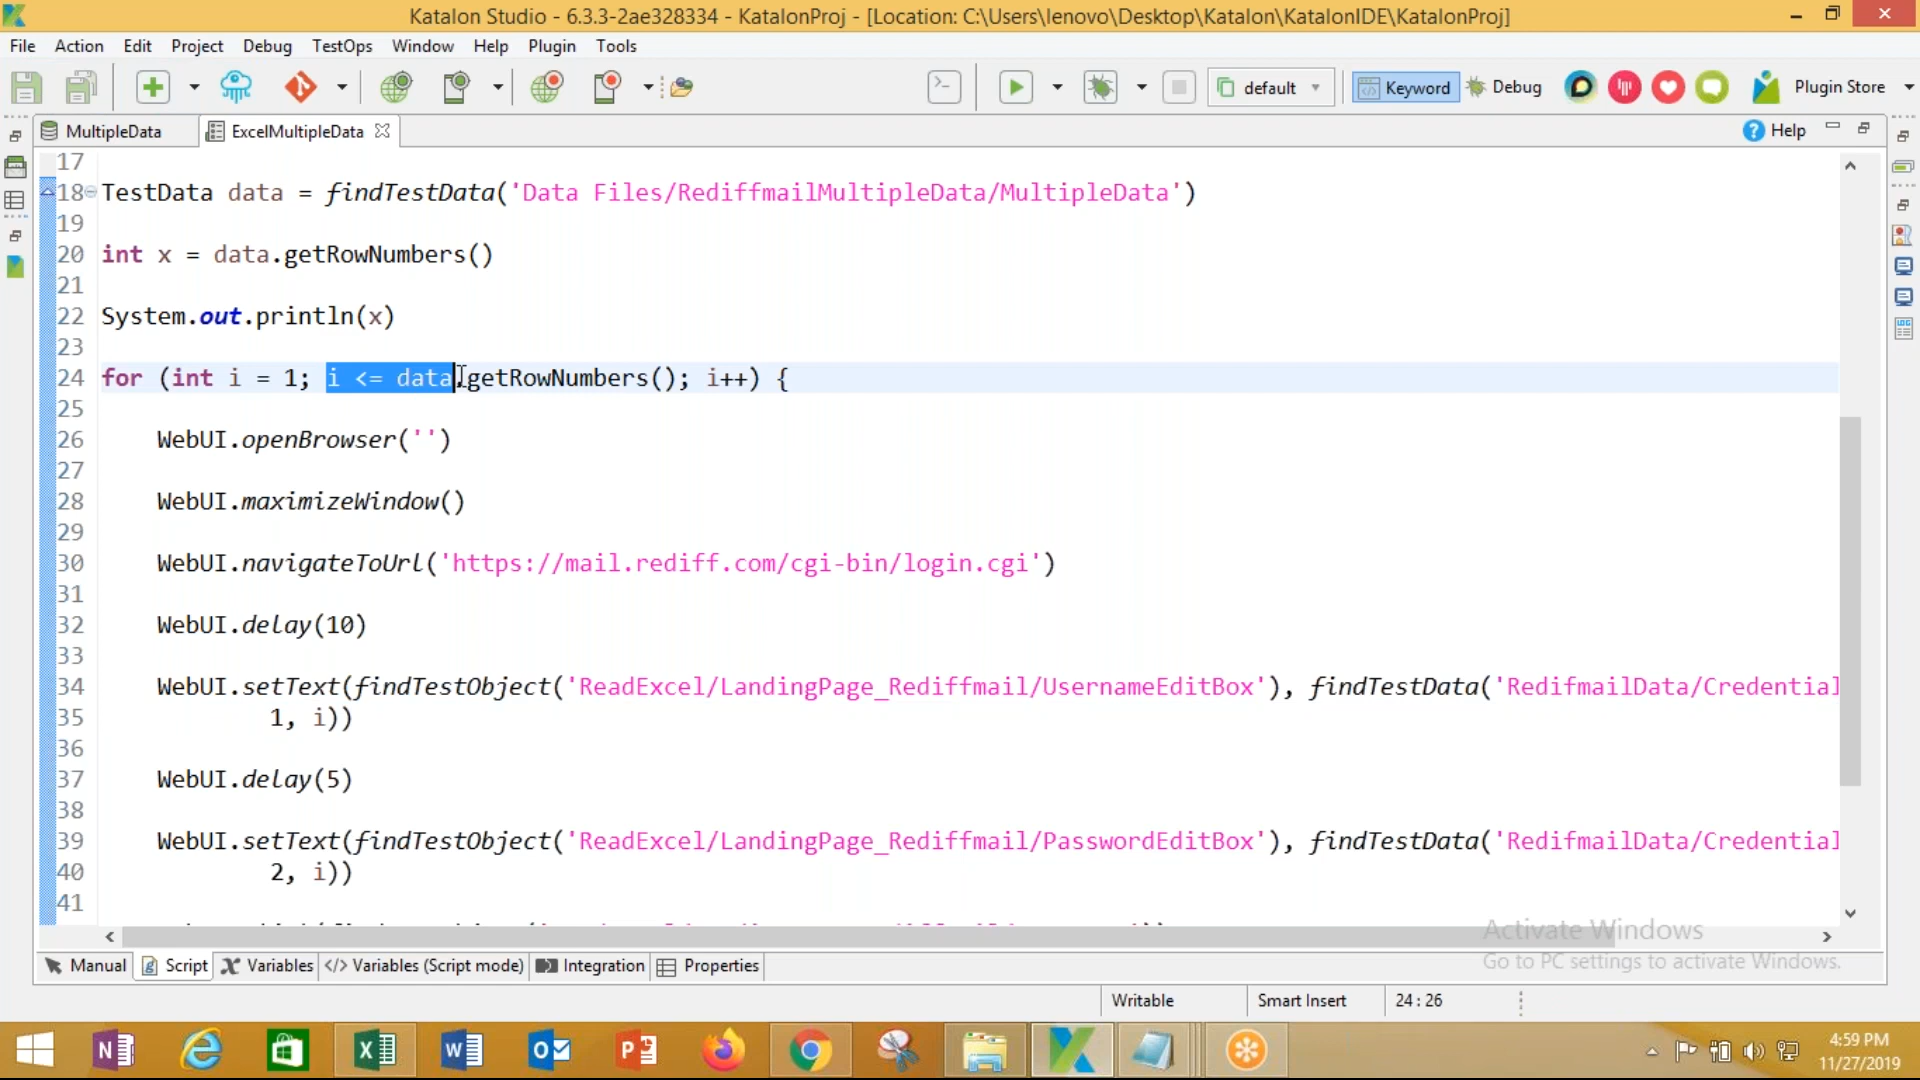 Katalon Studio - 6.3.3-2ae328334 - KatalonProj - [Location: C:\Users\lenovo\Desktop\Katalon\KatalonIDE\KatalonProj]
File Action Edit Project Debug TestOps Window Help Plugin Tools
default Keyword Debug Plugin Store
MultipleData ExcelMultipleData Help
17
18 TestData data = findTestData('Data Files/RediffmailMultipleData/MultipleData')
19
20 int x = data.getRowNumbers()
21
22 System.out.println(x)
23
24 for (int i = 1; i <= data.getRowNumbers(); i++) {
25
26 WebUI.openBrowser('')
27
28 WebUI.maximizeWindow()
29
30 WebUI.navigateToUrl('https://mail.rediff.com/cgi-bin/login.cgi')
31
32 WebUI.delay(10)
33
34 WebUI.setText(findTestObject('ReadExcel/LandingPage_Rediffmail/UsernameEditBox'), findTestData('RedifmailData/Credential
35 1, i))
36
37 WebUI.delay(5)
38
39 WebUI.setText(findTestObject('ReadExcel/LandingPage_Rediffmail/PasswordEditBox'), findTestData('RedifmailData/Credential
40 2, i))
41
Activate Windows
Go to PC settings to activate Windows.
Manual Script Variables Variables (Script mode) Integration Properties
Writable Smart Insert 24 : 26
4:59 PM
11/27/2019